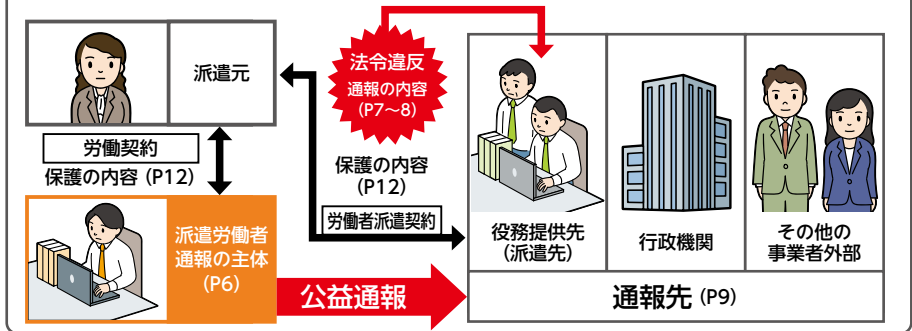 派遣元
労働契約
保護の内容 (P12)
派遣労働者
通報の主体
(P6)
法令違反
通報の内容
(P7～8)
保護の内容
(P12)
労働者派遣契約
公益通報
役務提供先
(派遣先)
行政機関
その他の
事業者外部
通報先 (P9)